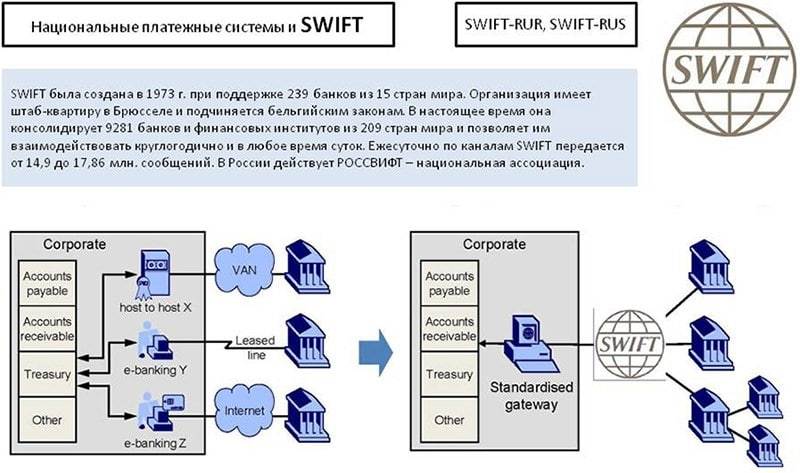 Национальные платежные системы и SWIFT
SWIFT-RUR, SWIFT-RUS
SWIFT
SWIFT была создана в 1973 г. при поддержке 239 банков из 15 стран мира. Организация имеет
штаб-квартиру в Брюсселе и подчиняется бельгийским законам. В настоящее время она
консолидирует 9281 банков и финансовых институтов из 209 стран мира и позволяет им
взаимодействовать круглогодично и в любое время суток. Ежесуточно по каналам SWIFT передается
от 14,9 до 17,86 млн. сообщений. В России действует РОССВИФТ – национальная ассоциация.
Corporate
Accounts
payable
Accounts
receivable
Treasury
Other
host to host X
e-banking Y
e-banking Z
VAN
Leased
line
Internet
Corporate
Accounts
payable
Accounts
receivable
Treasury
Other
Standardised
gateway
SWIFT